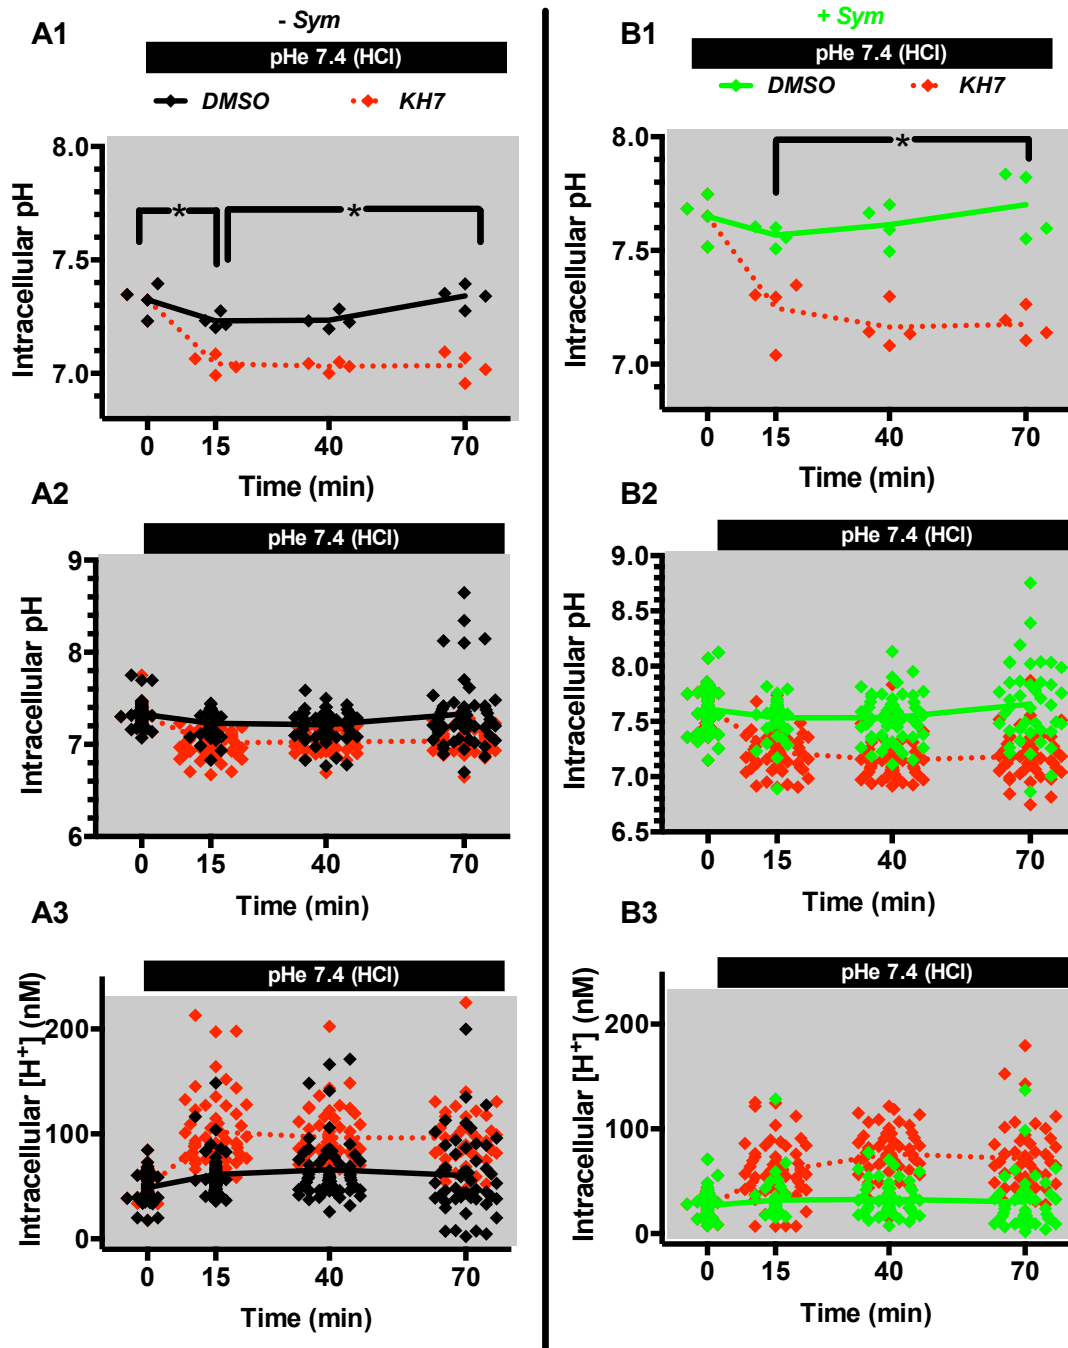 A1
- Sym
pHe 7.4 (HCl)
DMSO
KH7
Intracellular pH
8.0
7.5
7.0
*
*
0
15
40
70
Time (min)
B1
+ Sym
pHe 7.4 (HCl)
DMSO
KH7
Intracellular pH
8.0
7.5
7.0
*
0
15
40
70
Time (min)
A2
pHe 7.4 (HCl)
Intracellular pH
9
8
7
6
0
15
40
70
Time (min)
B2
pHe 7.4 (HCl)
Intracellular pH
9.0
8.5
8.0
7.5
7.0
6.5
0
15
40
70
Time (min)
A3
pHe 7.4 (HCl)
Intracellular [H⁺] (nM)
200
100
0
0
15
40
70
Time (min)
B3
pHe 7.4 (HCl)
Intracellular [H⁺] (nM)
200
100
0
0
15
40
70
Time (min)